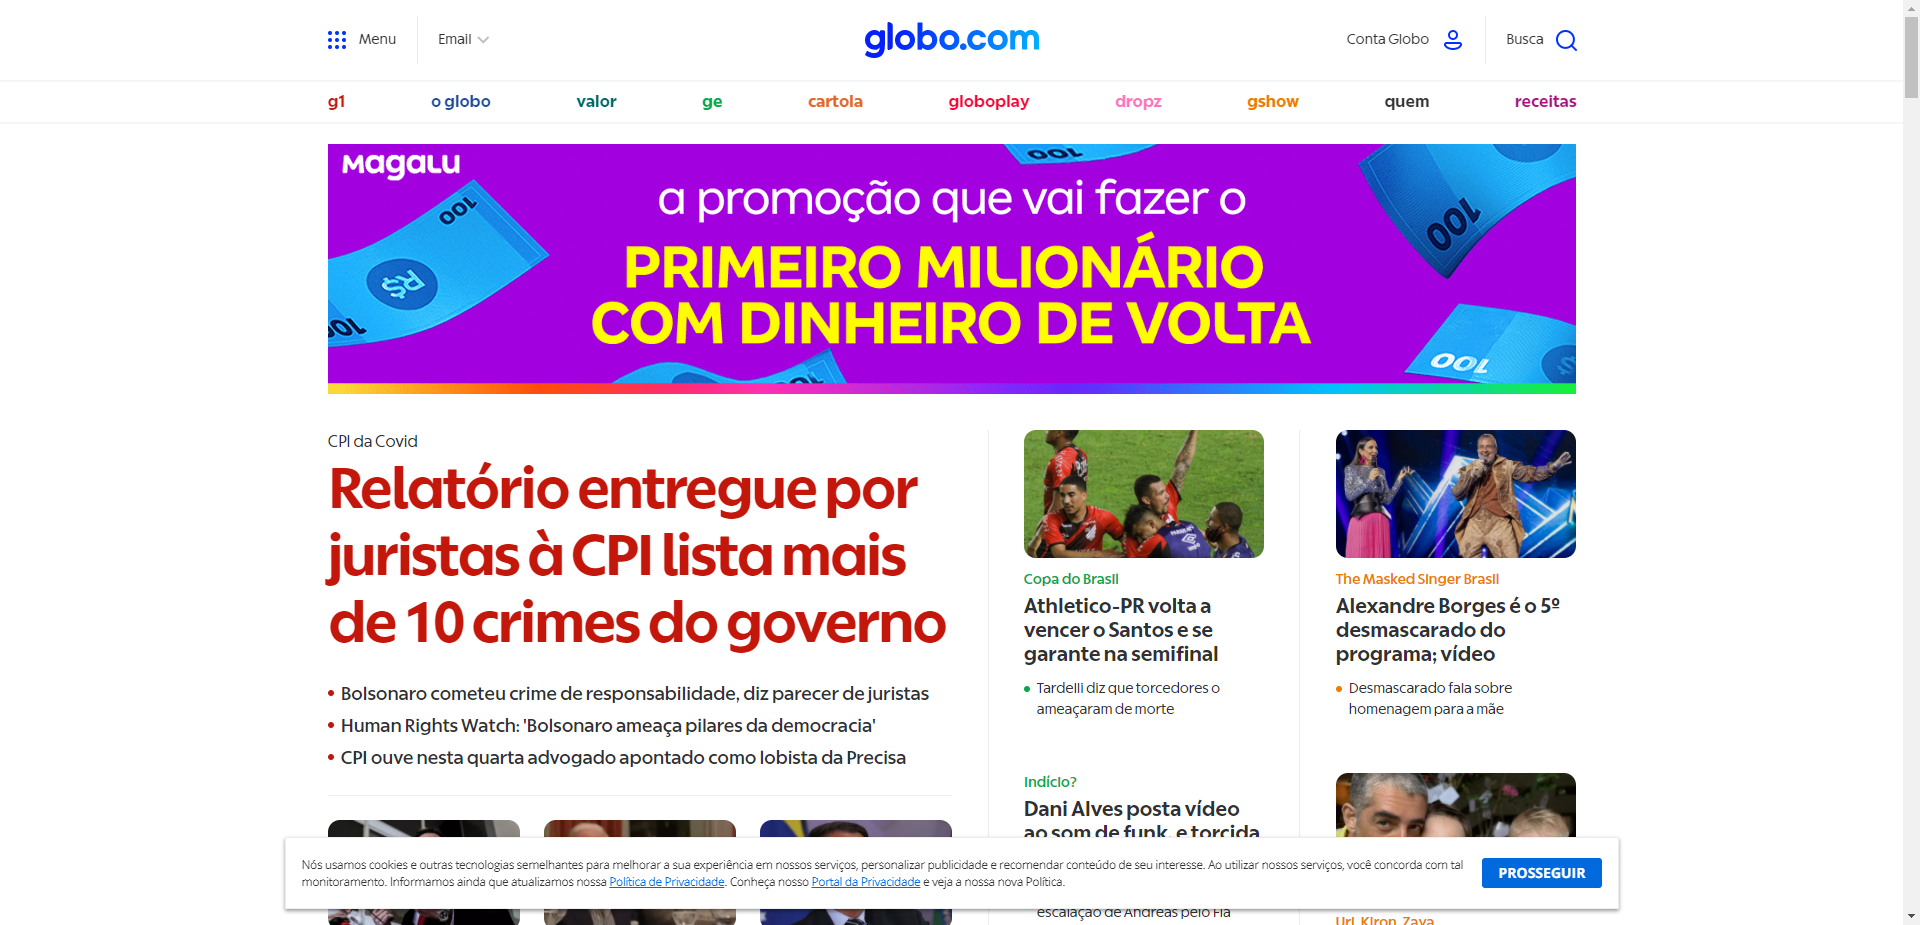 Menu
Email
globo.com
Conta Globo
Busca
g1
o globo
valor
ge
cartola
globoplay
dropz
gshow
quem
receitas
MagaLu
a promoção que vai fazer o
PRIMEIRO MILIONÁRIO
COM DINHEIRO DE VOLTA
100
R$
100
100
100
100
100
CPI da Covid
Relatório entregue por
juristas à CPI lista mais
de 10 crimes do governo
Bolsonaro cometeu crime de responsabilidade, diz parecer de juristas
Human Rights Watch: 'Bolsonaro ameaça pilares da democracia'
CPI ouve nesta quarta advogado apontado como lobista da Precisa
Copa do Brasil
Athletico-PR volta a
vencer o Santos e se
garante na semifinal
Tardelli diz que torcedores o
ameaçaram de morte
Indício?
Dani Alves posta vídeo
ao som de funk, e torcida
escalação de Andreas pelo Fla
The Masked Singer Brasil
Alexandre Borges é o 5º
desmascarado do
programa; vídeo
Desmascarado fala sobre
homenagem para a mãe
Uri, Kiron, Zaya
Nós usamos cookies e outras tecnologias semelhantes para melhorar a sua experiência em nossos serviços, personalizar publicidade e recomendar conteúdo de seu interesse. Ao utilizar nossos serviços, você concorda com tal
monitoramento. Informamos ainda que atualizamos nossa Política de Privacidade. Conheça nosso Portal da Privacidade e veja a nossa nova Política.
PROSSEGUIR